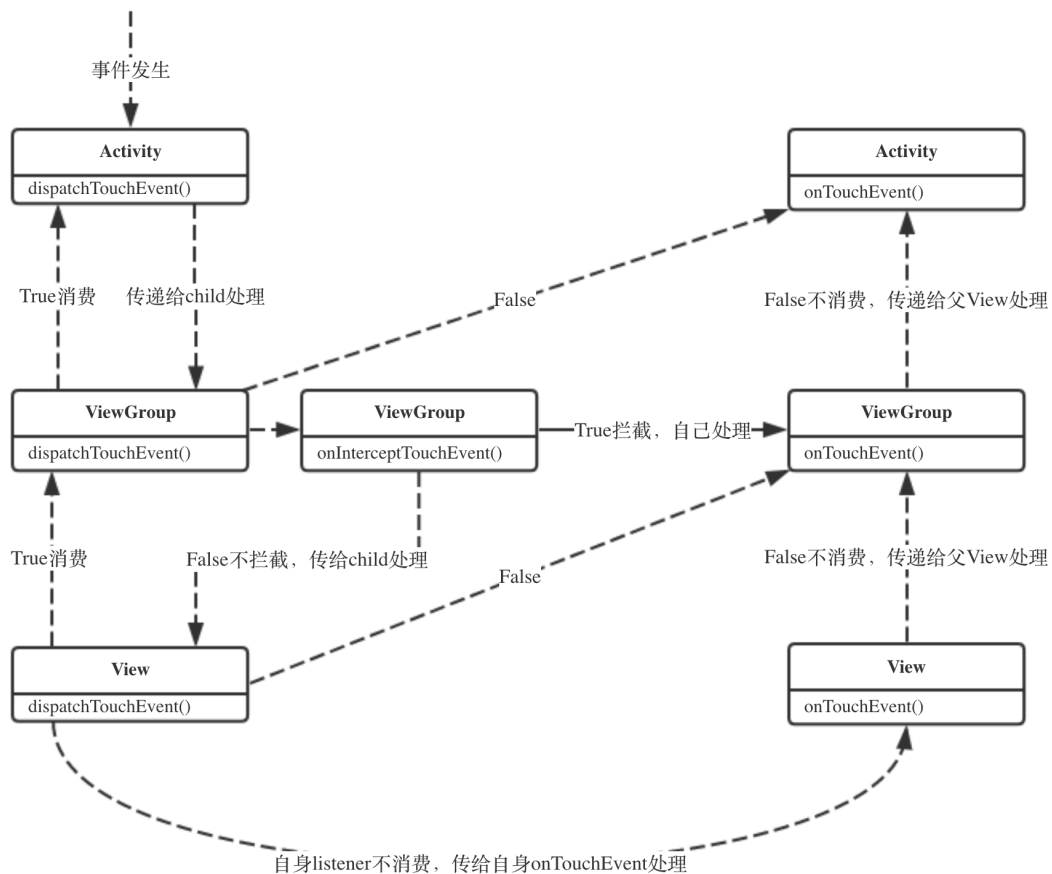 事件发生
Activity
dispatchTouchEvent()
Activity
onTouchEvent()
True消费
传递给child处理
False
False不消费，传递给父View处理
ViewGroup
dispatchTouchEvent()
ViewGroup
onInterceptTouchEvent()
True拦截，自己处理
ViewGroup
onTouchEvent()
True消费
False不拦截，传给child处理
False
False不消费，传递给父View处理
View
dispatchTouchEvent()
View
onTouchEvent()
自身listener不消费，传给自身onTouchEvent处理